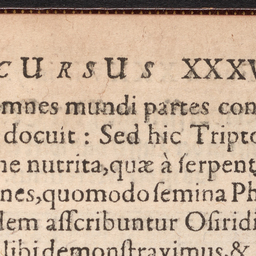 CURSUS XXXV
omnes mundi partes con
docuit : Sed hic Tripto
ne nutrita, quæ à ſerpent
nes, quomodo ſemina Ph
dem aſſcribuntur Oſiridi
libi demonſtravimus, &